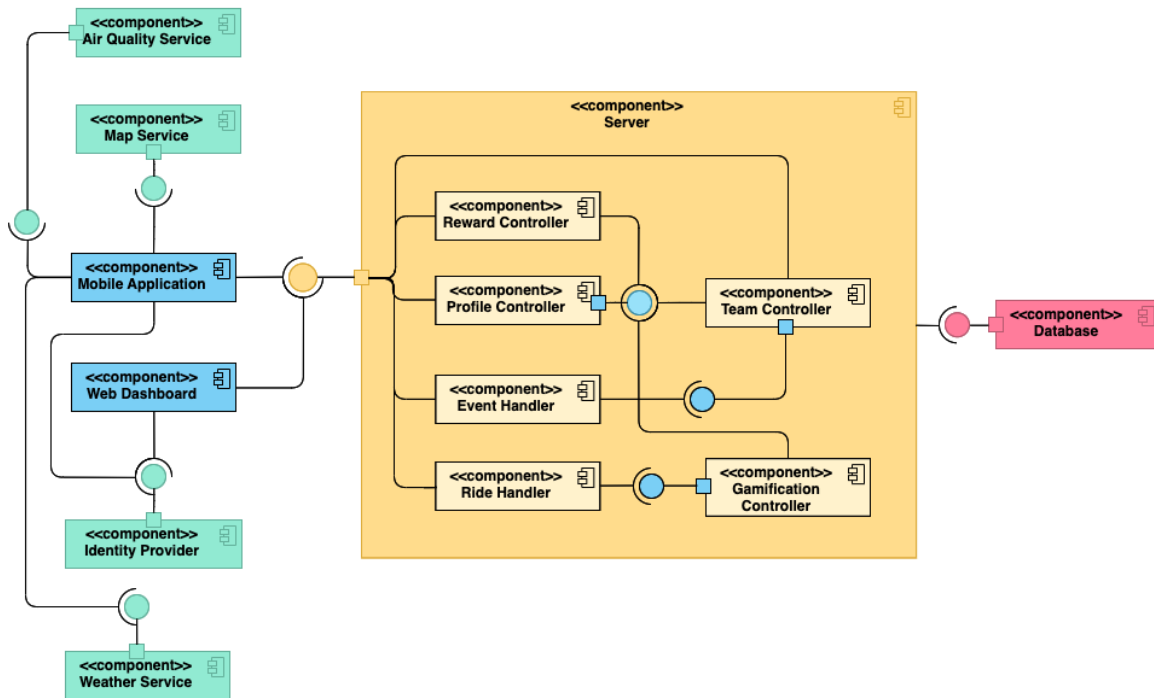 <<component>>
Air Quality Service
<<component>>
Map Service
<<component>>
Mobile Application
<<component>>
Web Dashboard
<<component>>
Identity Provider
<<component>>
Weather Service
<<component>>
Server
<<component>>
Reward Controller
<<component>>
Profile Controller
<<component>>
Team Controller
<<component>>
Event Handler
<<component>>
Ride Handler
<<component>>
Gamification
Controller
<<component>>
Database